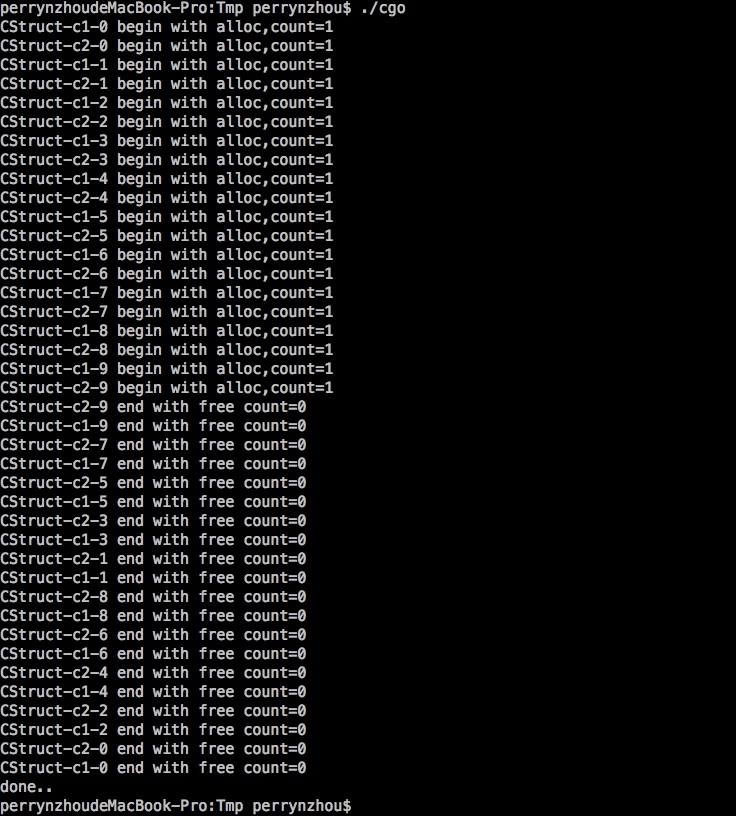 perrynzhoudeMacBook-Pro:Tmp perrynzhou$ ./cgo
CStruct-c1-0 begin with alloc,count=1
CStruct-c2-0 begin with alloc,count=1
CStruct-c1-1 begin with alloc,count=1
CStruct-c2-1 begin with alloc,count=1
CStruct-c1-2 begin with alloc,count=1
CStruct-c2-2 begin with alloc,count=1
CStruct-c1-3 begin with alloc,count=1
CStruct-c2-3 begin with alloc,count=1
CStruct-c1-4 begin with alloc,count=1
CStruct-c2-4 begin with alloc,count=1
CStruct-c1-5 begin with alloc,count=1
CStruct-c2-5 begin with alloc,count=1
CStruct-c1-6 begin with alloc,count=1
CStruct-c2-6 begin with alloc,count=1
CStruct-c1-7 begin with alloc,count=1
CStruct-c2-7 begin with alloc,count=1
CStruct-c1-8 begin with alloc,count=1
CStruct-c2-8 begin with alloc,count=1
CStruct-c1-9 begin with alloc,count=1
CStruct-c2-9 begin with alloc,count=1
CStruct-c2-9 end with free count=0
CStruct-c1-9 end with free count=0
CStruct-c2-7 end with free count=0
CStruct-c1-7 end with free count=0
CStruct-c2-5 end with free count=0
CStruct-c1-5 end with free count=0
CStruct-c2-3 end with free count=0
CStruct-c1-3 end with free count=0
CStruct-c2-1 end with free count=0
CStruct-c1-1 end with free count=0
CStruct-c2-8 end with free count=0
CStruct-c1-8 end with free count=0
CStruct-c2-6 end with free count=0
CStruct-c1-6 end with free count=0
CStruct-c2-4 end with free count=0
CStruct-c1-4 end with free count=0
CStruct-c2-2 end with free count=0
CStruct-c1-2 end with free count=0
CStruct-c2-0 end with free count=0
CStruct-c1-0 end with free count=0
done..
perrynzhoudeMacBook-Pro:Tmp perrynzhou$